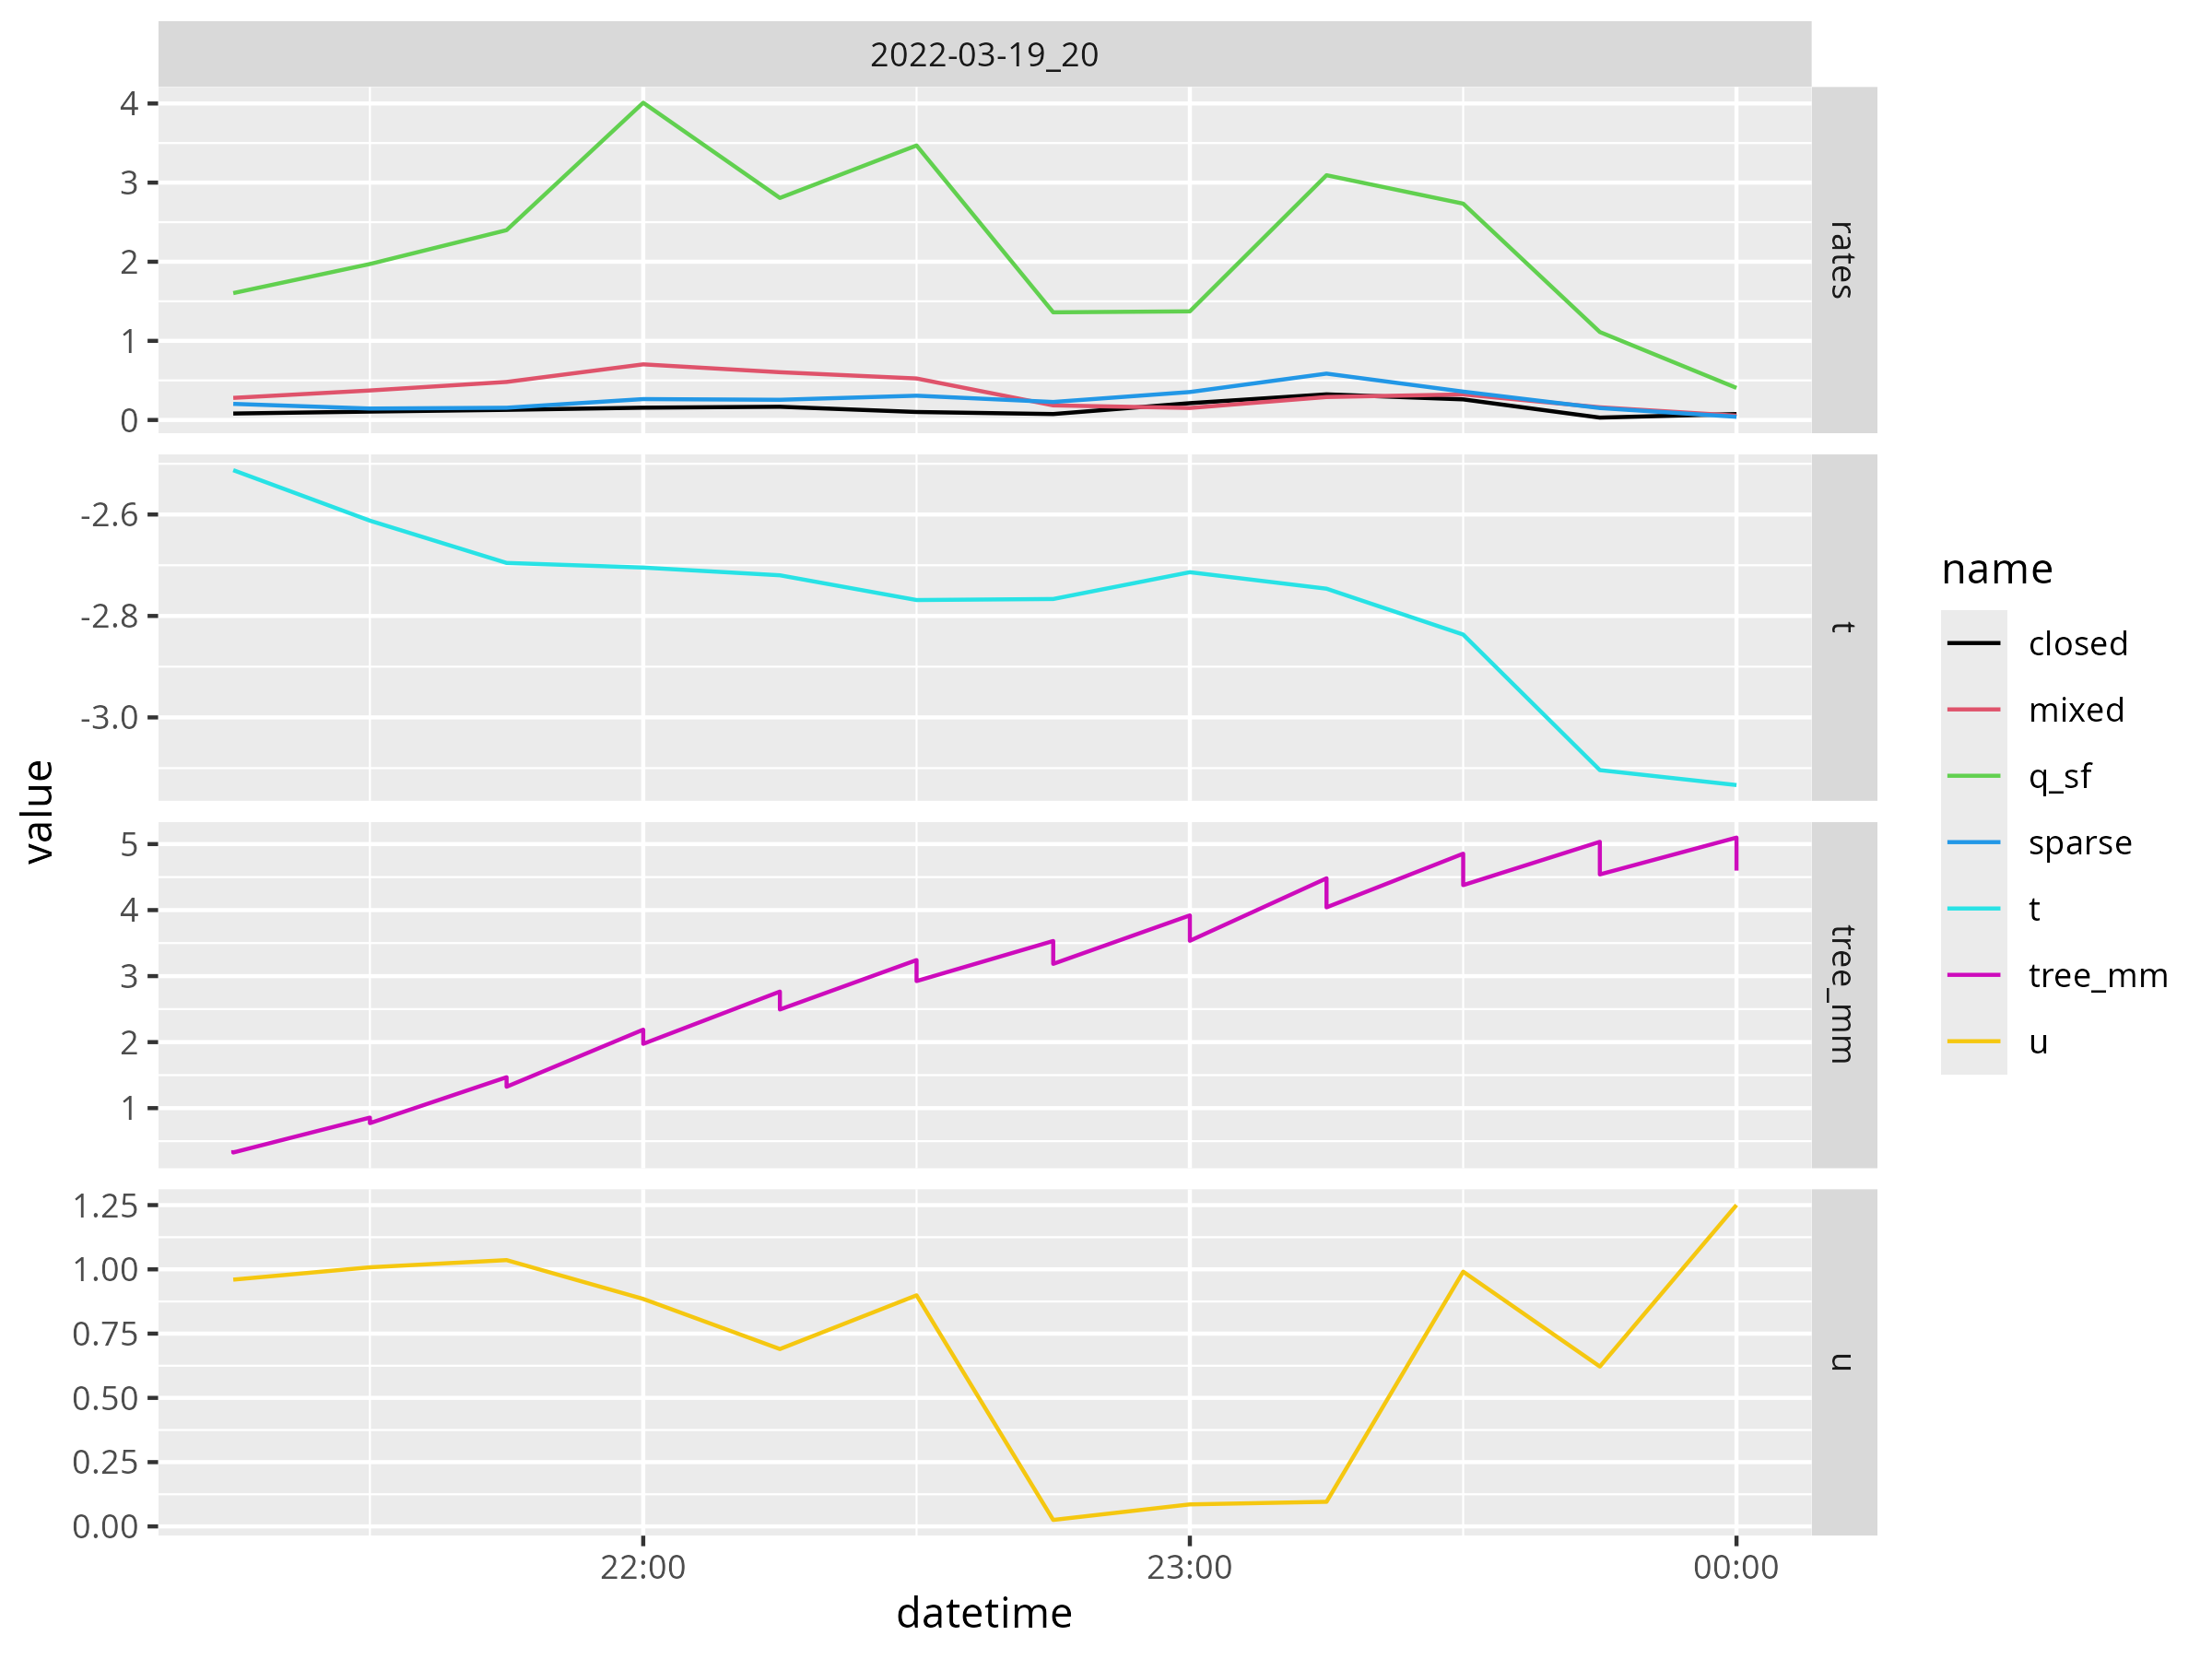 2022-03-19_20
4
3
2
1
0
rates
-2.6
-2.8
-3.0
t
5
4
3
2
1
tree_mm
1.25
1.00
0.75
0.50
0.25
0.00
u
22:00 23:00 00:00
datetime
value
name
closed
mixed
q_sf
sparse
t
tree_mm
u